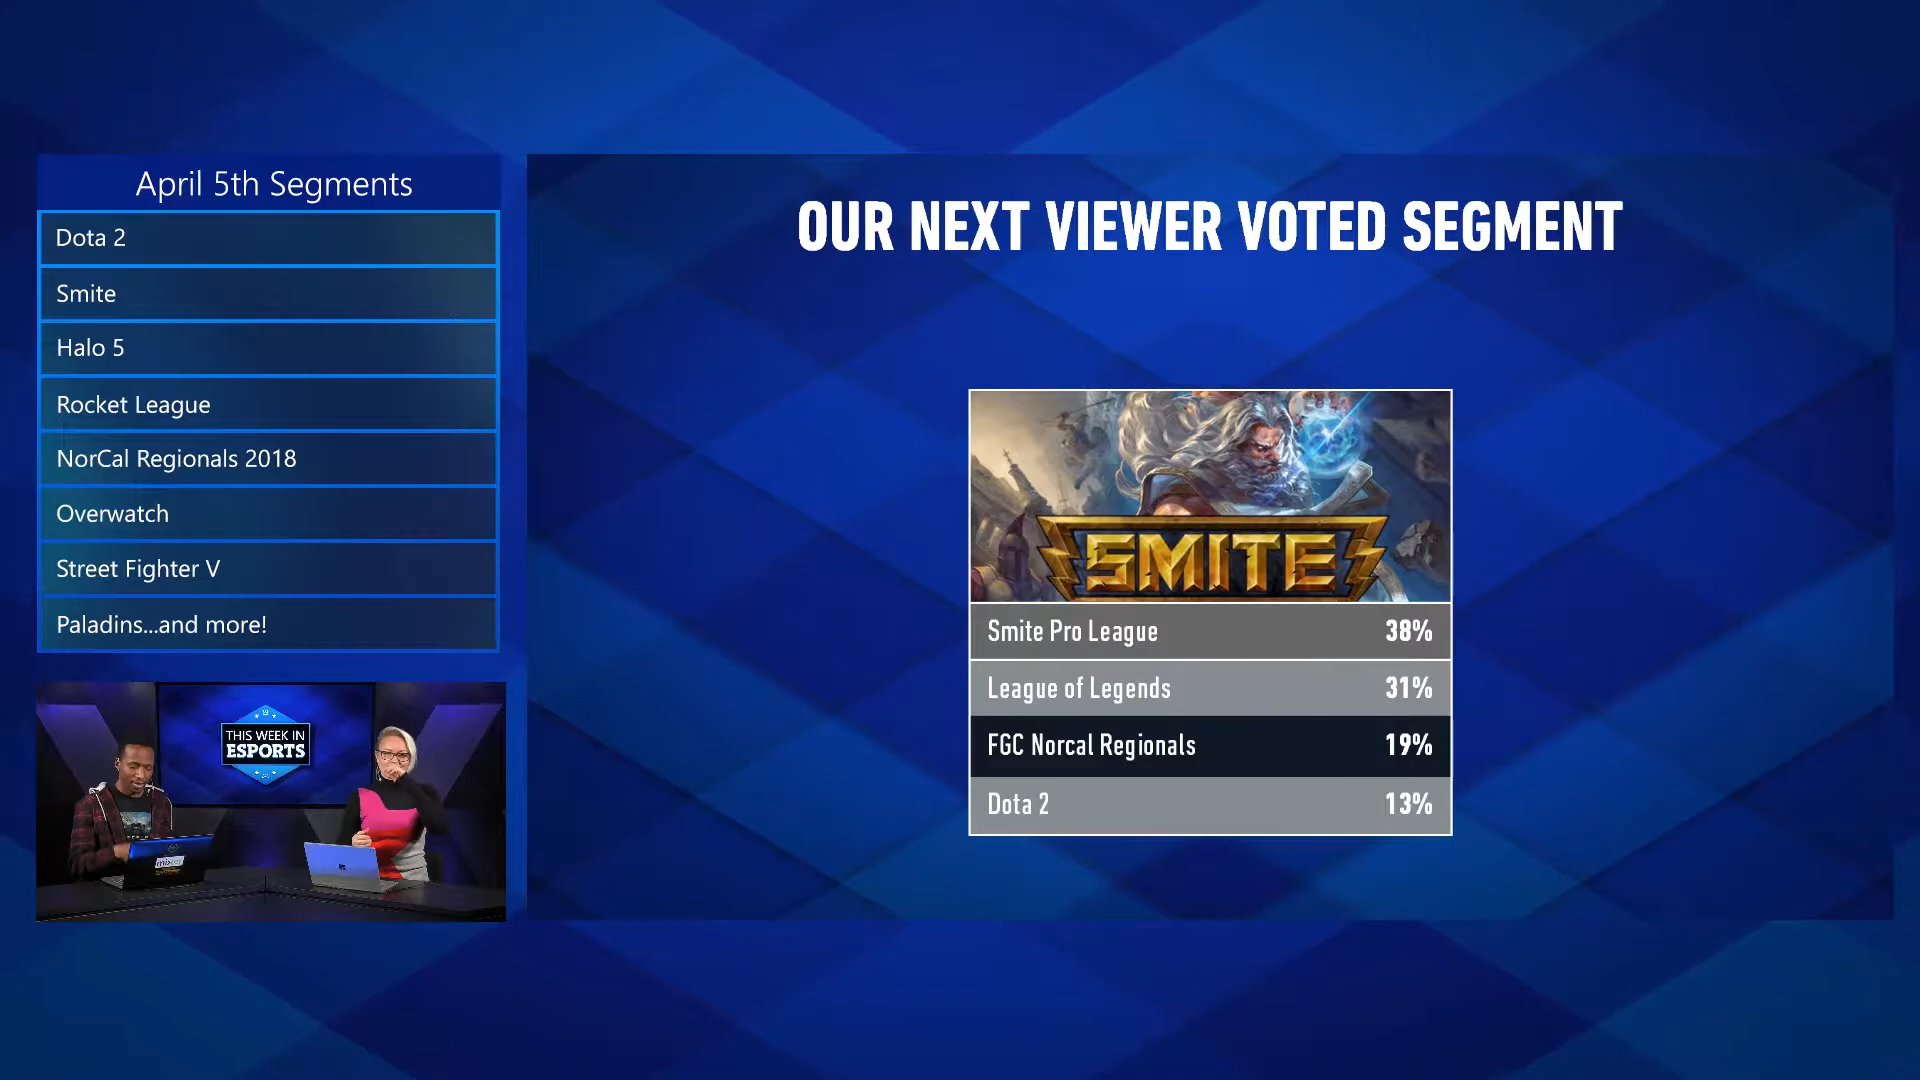 April 5th Segments
Dota 2
Smite
Halo 5
Rocket League
NorCal Regionals 2018
Overwatch
Street Fighter V
Paladins...and more!
THIS WEEK IN
ESPORTS
OUR NEXT VIEWER VOTED SEGMENT
SMITE
Smite Pro League 38%
League of Legends 31%
FGC Norcal Regionals 19%
Dota 2 13%